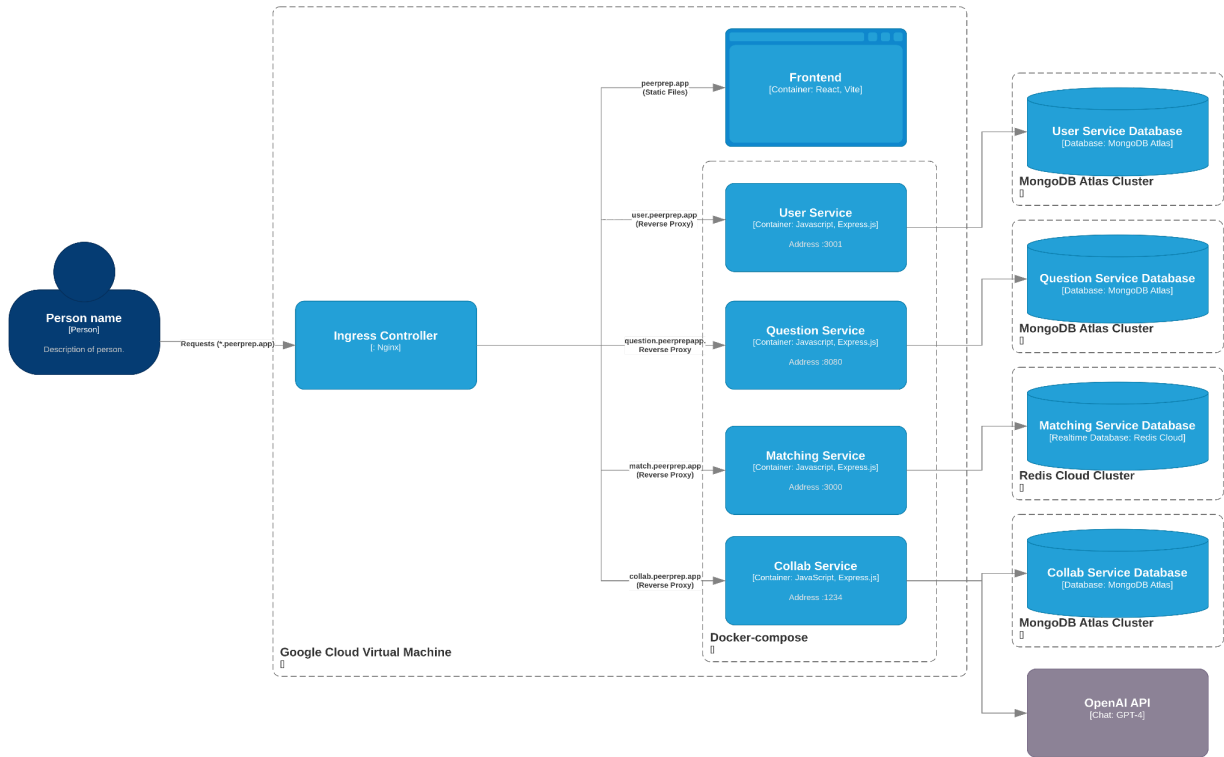 Person name
[Person]
Description of person.
Requests (*.peerprep.app)
Ingress Controller
[: Nginx]
Google Cloud Virtual Machine
[]
peerprep.app
(Static Files)
user.peerprep.app
(Reverse Proxy)
question.peerprepapp.
Reverse Proxy
match.peerprep.app
(Reverse Proxy)
collab.peerprep.app
(Reverse Proxy)
Frontend
[Container: React, Vite]
User Service
[Container: Javascript, Express.js]
Address :3001
Question Service
[Container: Javascript, Express.js]
Address :8080
Matching Service
[Container: Javascript, Express.js]
Address :3000
Collab Service
[Container: JavaScript, Express.js]
Address :1234
Docker-compose
[]
User Service Database
[Database: MongoDB Atlas]
MongoDB Atlas Cluster
[]
Question Service Database
[Database: MongoDB Atlas]
MongoDB Atlas Cluster
[]
Matching Service Database
[Realtime Database: Redis Cloud]
Redis Cloud Cluster
[]
Collab Service Database
[Database: MongoDB Atlas]
MongoDB Atlas Cluster
[]
OpenAI API
[Chat: GPT-4]